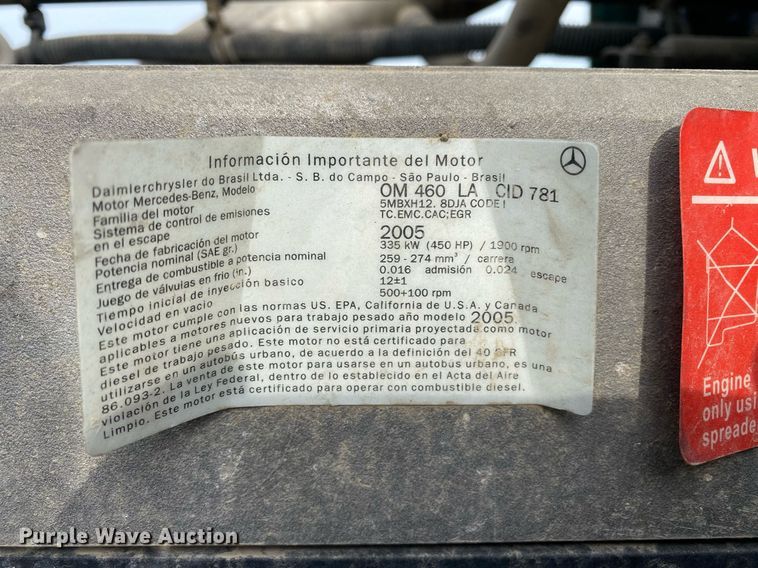 Información Importante del Motor
Daimlerchrysler do Brasil Ltda. - S. B. do Campo - São Paulo - Brasil
Motor Mercedes-Benz, Modelo OM 460 LA CID 781
Familia del motor 5MBXH12. 8DJA CODE I
Sistema de control de emisiones TC.EMC.CAC;EGR
en el escape
Fecha de fabricación del motor 2005
Potencia nominal (SAE gr.) 335 kW (450 HP) / 1900 rpm
Entrega de combustible a potencia nominal 259 - 274 mm³ / carrera
Juego de válvulas en frio (in.) 0.016 admisión 0.024 escape
Tiempo inicial de inyección basico 12±1
Velocidad en vacio 500+100 rpm
Este motor cumple con las normas US. EPA, California de U.S.A. y Canada
aplicables a motores nuevos para trabajo pesado año modelo 2005.
Este motor tiene una aplicación de servicio primaria proyectada como motor
diesel de trabajo pesado. Este motor no está certificado para
utilizarse en un autobús urbano, de acuerdo a la definición del 40 CFR
86.093-2. La venta de este motor para usarse en un autobus urbano, es una
violación de la Ley Federal, dentro de lo establecido en el Acta del Aire
Limpio. Este motor está certificado para operar con combustible diesel.
Engine
only usi
spreade
Purple Wave Auction